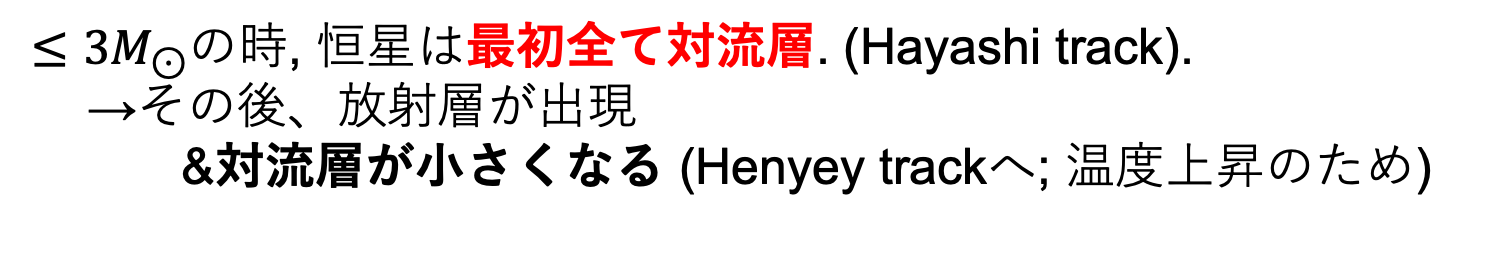 ≤ 3M☉の時, 恒星は最初全て対流層. (Hayashi track).
→その後、放射層が出現
&対流層が小さくなる (Henyey trackへ; 温度上昇のため)